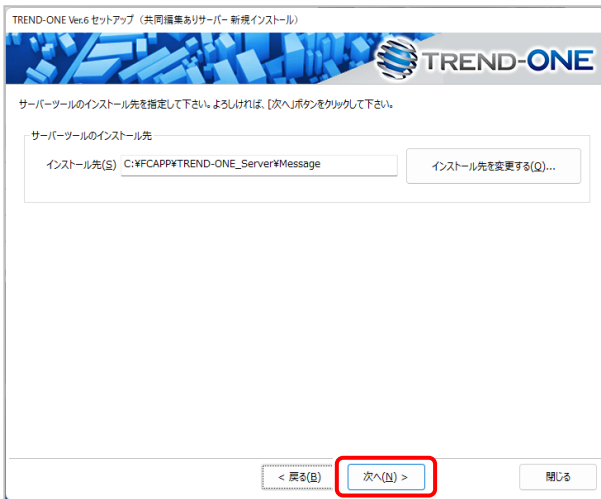 TREND-ONE Ver.6 セットアップ（共同編集ありサーバー 新規インストール）
TREND-ONE
サーバーツールのインストール先を指定して下さい。よろしければ、[次へ]ボタンをクリックして下さい。
サーバーツールのインストール先
インストール先(S) C:¥FCAPP¥TREND-ONE_Server¥Message インストール先を変更する(Q)...
< 戻る(B) 次へ(N) > 閉じる